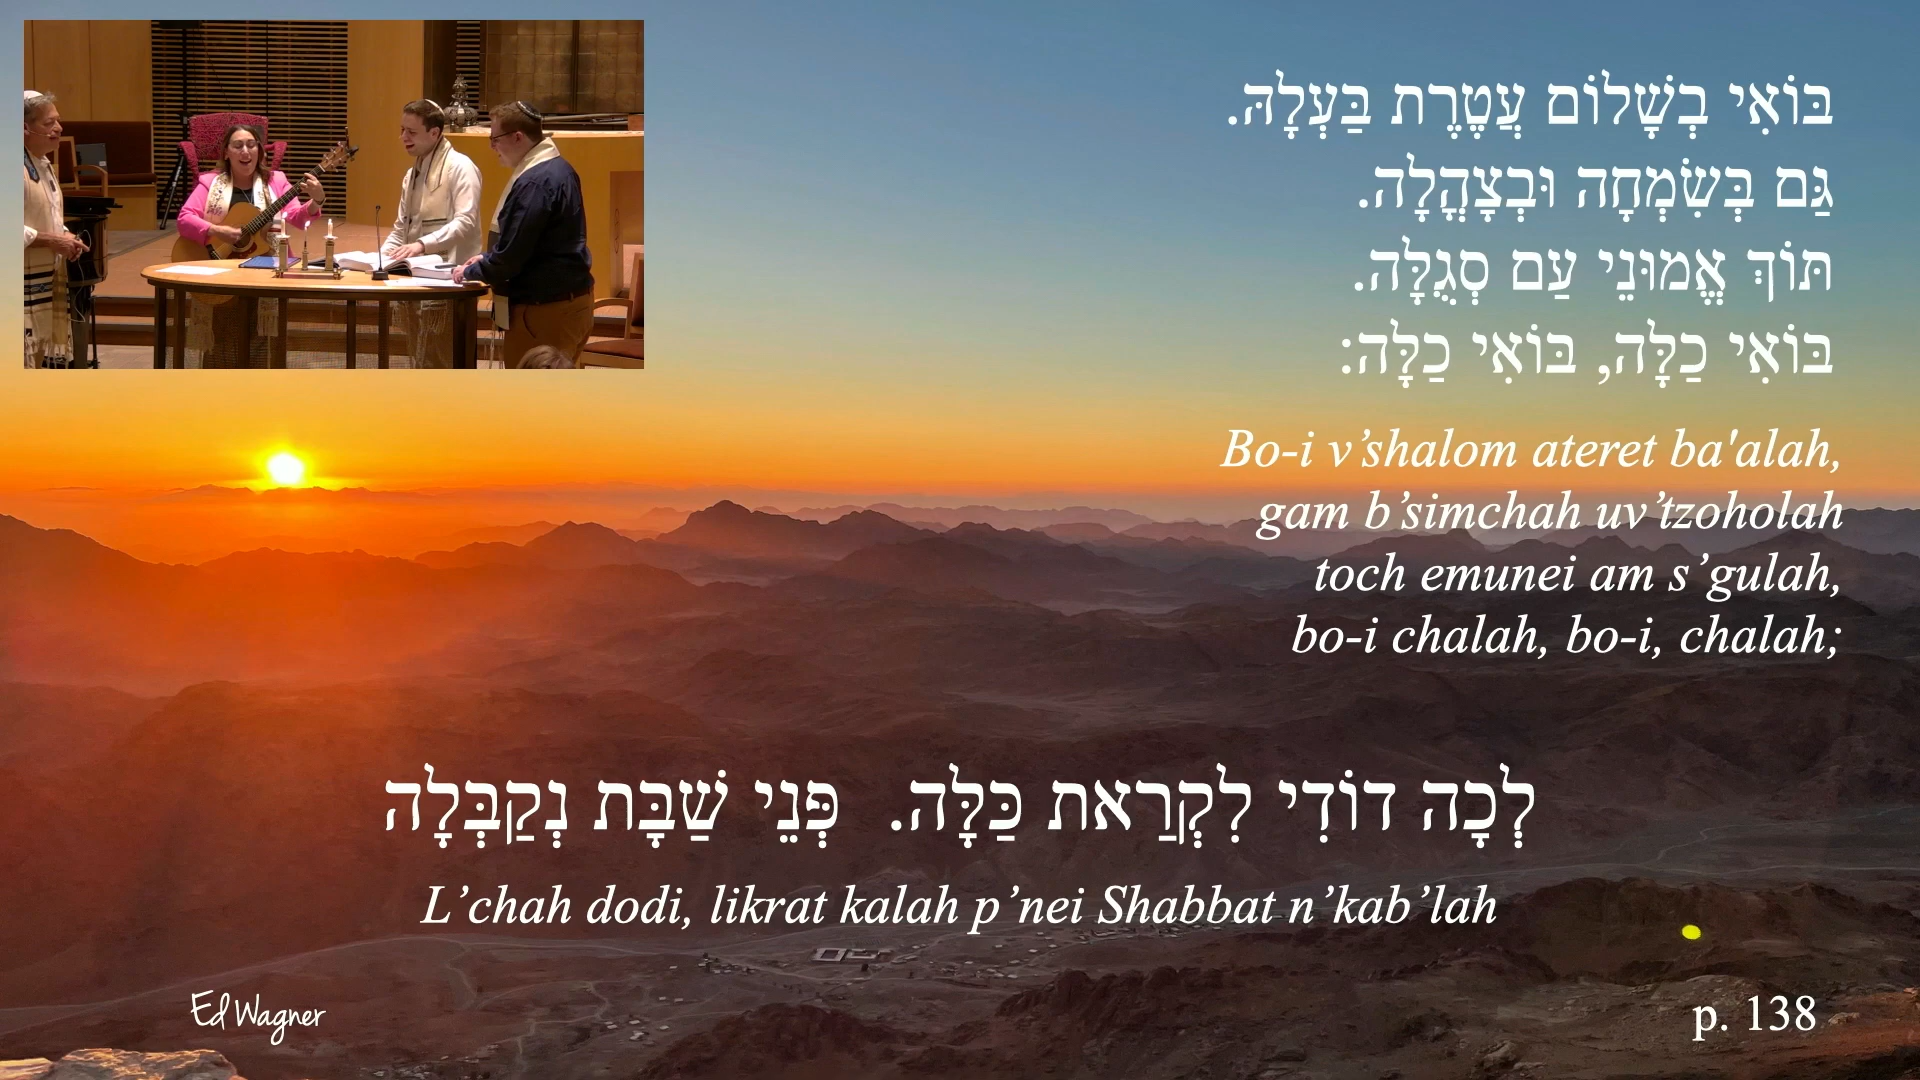 בּוֹאִי בְשָׁלוֹם עֲטֶרֶת בַּעְלָהּ.
גַּם בְּשִׂמְחָה וּבְצָהֳלָה.
תּוֹךְ אֱמוּנֵי עַם סְגֻלָּה.
בּוֹאִי כַלָּה, בּוֹאִי כַלָּה:
Bo-i v’shalom ateret ba'alah,
gam b’simchah uv’tzoholah
toch emunei am s’gulah,
bo-i chalah, bo-i, chalah;
לְכָה דוֹדִי לִקְרַאת כַּלָּה. פְּנֵי שַׁבָּת נְקַבְּלָה
L’chah dodi, likrat kalah p’nei Shabbat n’kab’lah
Ed Wagner
p. 138